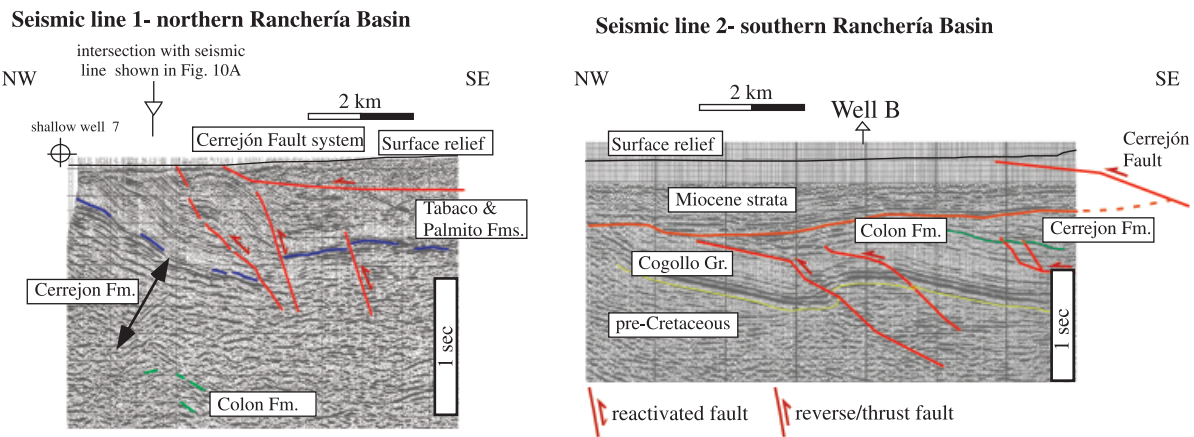 Seismic line 1- northern Ranchería Basin
intersection with seismic
line shown in Fig. 10A
NW
SE
2 km
shallow well 7
Cerrejón Fault system
Surface relief
Tabaco &
Palmito Fms.
Cerrejon Fm.
1 sec
Colon Fm.
Seismic line 2- southern Ranchería Basin
NW
SE
2 km
Well B
Surface relief
Cerrejón
Fault
Miocene strata
Colon Fm.
Cerrejon Fm.
Cogollo Gr.
pre-Cretaceous
1 sec
reactivated fault
reverse/thrust fault